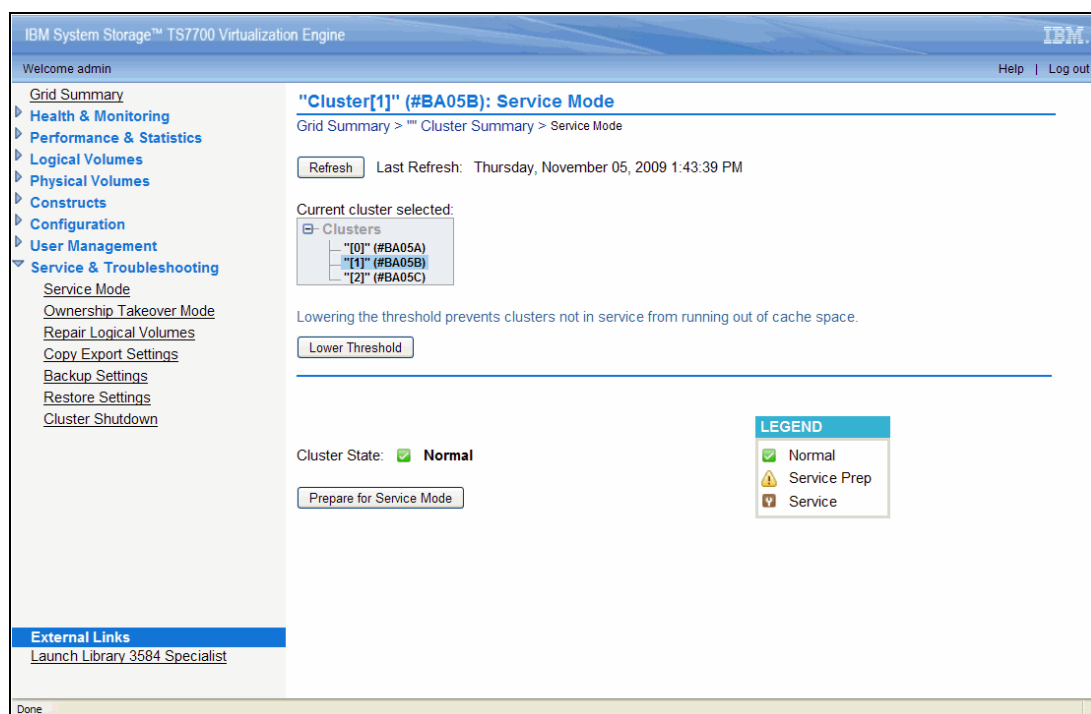 IBM System Storage™ TS7700 Virtualization Engine
IBM.
Welcome admin
Help | Log out
Grid Summary
Health & Monitoring
Performance & Statistics
Logical Volumes
Physical Volumes
Constructs
Configuration
User Management
Service & Troubleshooting
Service Mode
Ownership Takeover Mode
Repair Logical Volumes
Copy Export Settings
Backup Settings
Restore Settings
Cluster Shutdown
External Links
Launch Library 3584 Specialist
"Cluster[1]" (#BA05B): Service Mode
Grid Summary > "" Cluster Summary > Service Mode
Refresh Last Refresh: Thursday, November 05, 2009 1:43:39 PM
Current cluster selected:
Clusters
"[0]" (#BA05A)
"[1]" (#BA05B)
"[2]" (#BA05C)
Lowering the threshold prevents clusters not in service from running out of cache space.
Lower Threshold
Cluster State: Normal
Prepare for Service Mode
LEGEND
Normal
Service Prep
Service
Done